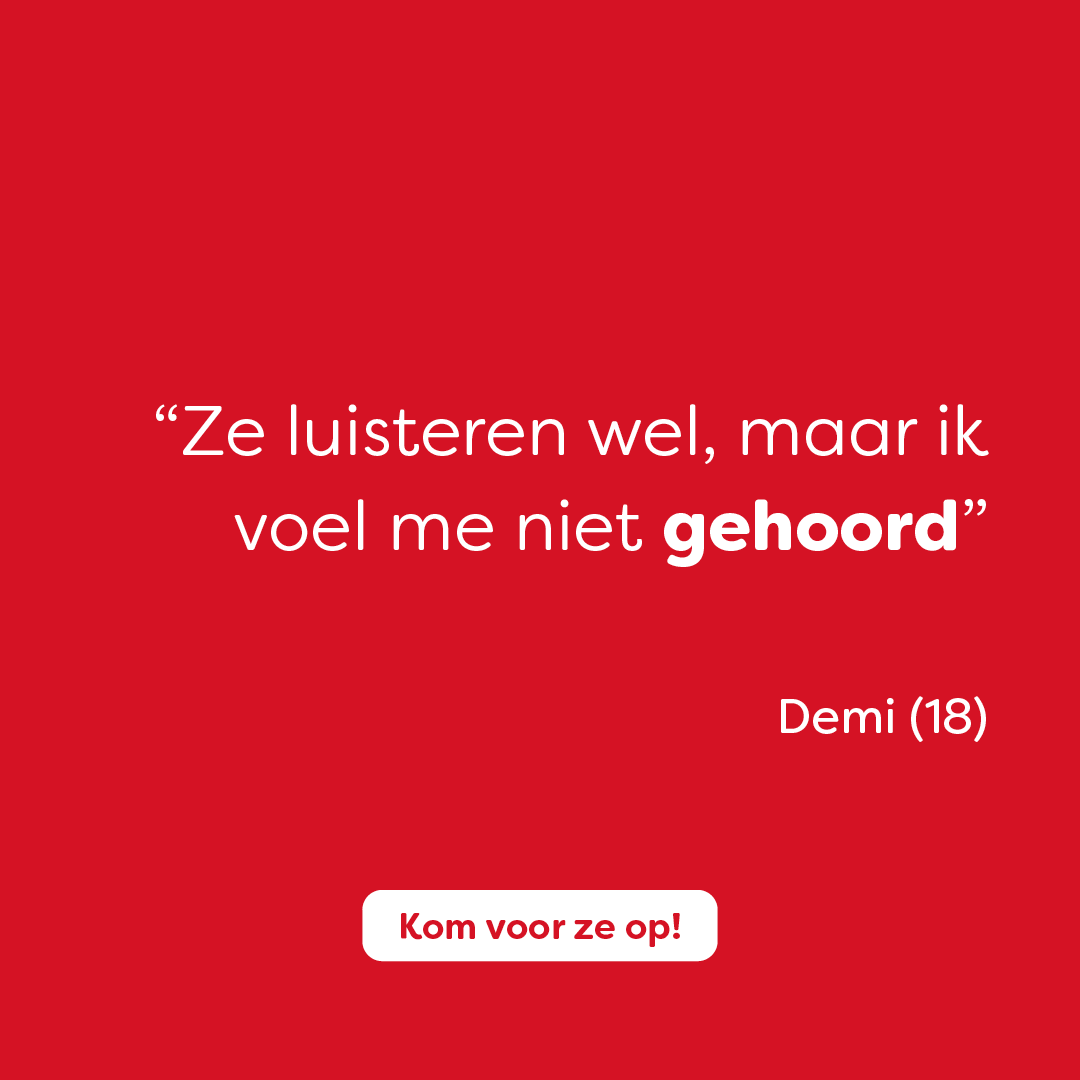 “Ze luisteren wel, maar ik
voel me niet gehoord”
Demi (18)
Kom voor ze op!